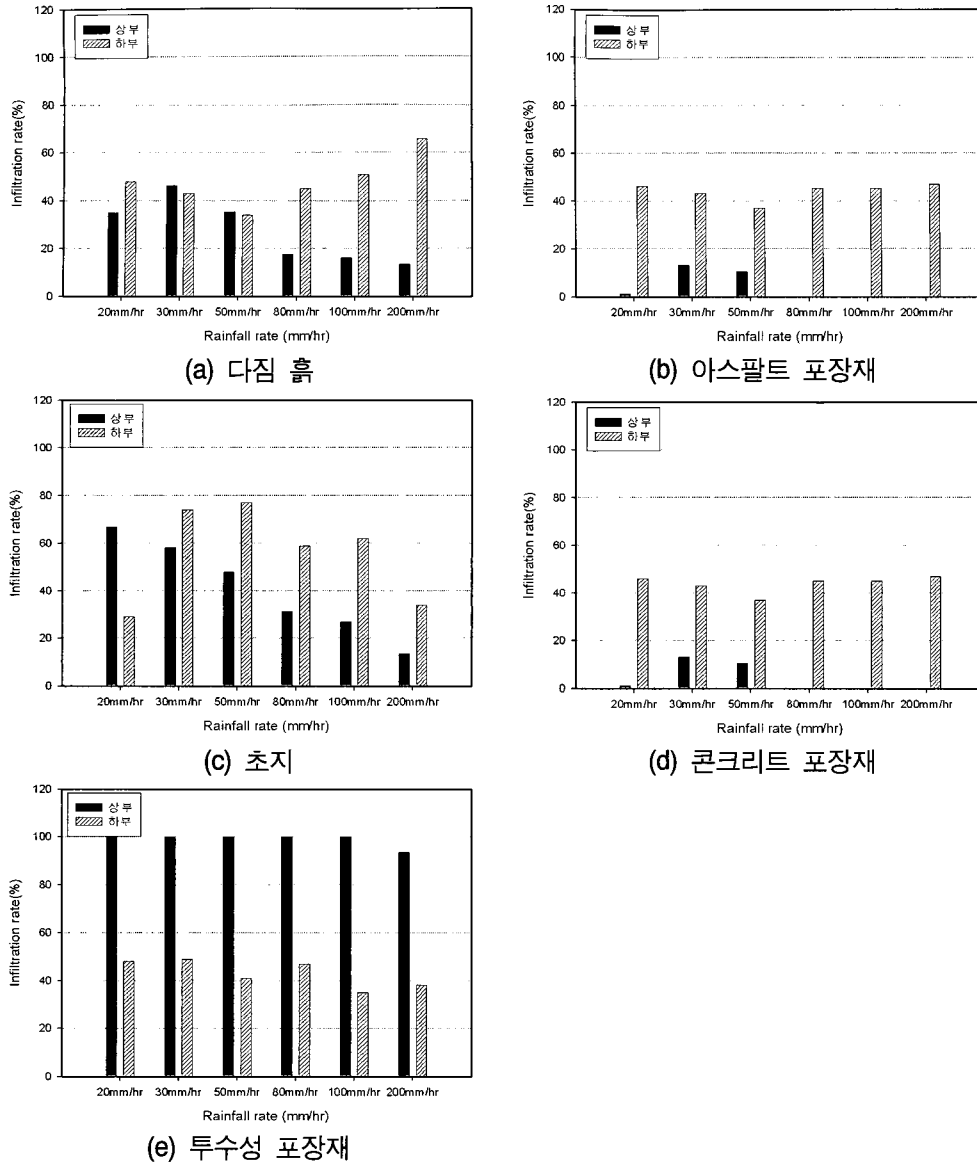 120
100
80
60
40
20
0
Infiltration rate(%)
상부
하부
20mm/hr 30mm/hr 50mm/hr 80mm/hr 100mm/hr 200mm/hr
Rainfall rate (mm/hr)
(a) 다짐 흙
120
100
80
60
40
20
0
Infiltration rate(%)
상부
하부
20mm/hr 30mm/hr 50mm/hr 80mm/hr 100mm/hr 200mm/hr
Rainfall rate (mm/hr)
(b) 아스팔트 포장재
120
100
80
60
40
20
0
Infiltration rate(%)
상부
하부
20mm/hr 30mm/hr 50mm/hr 80mm/hr 100mm/hr 200mm/hr
Rainfall rate (mm/hr)
(c) 초지
120
100
80
60
40
20
0
Infiltration rate(%)
상부
하부
20mm/hr 30mm/hr 50mm/hr 80mm/hr 100mm/hr 200mm/hr
Rainfall rate (mm/hr)
(d) 콘크리트 포장재
120
100
80
60
40
20
0
Infiltration rate(%)
상부
하부
20mm/hr 30mm/hr 50mm/hr 80mm/hr 100mm/hr 200mm/hr
Rainfall rate (mm/hr)
(e) 투수성 포장재